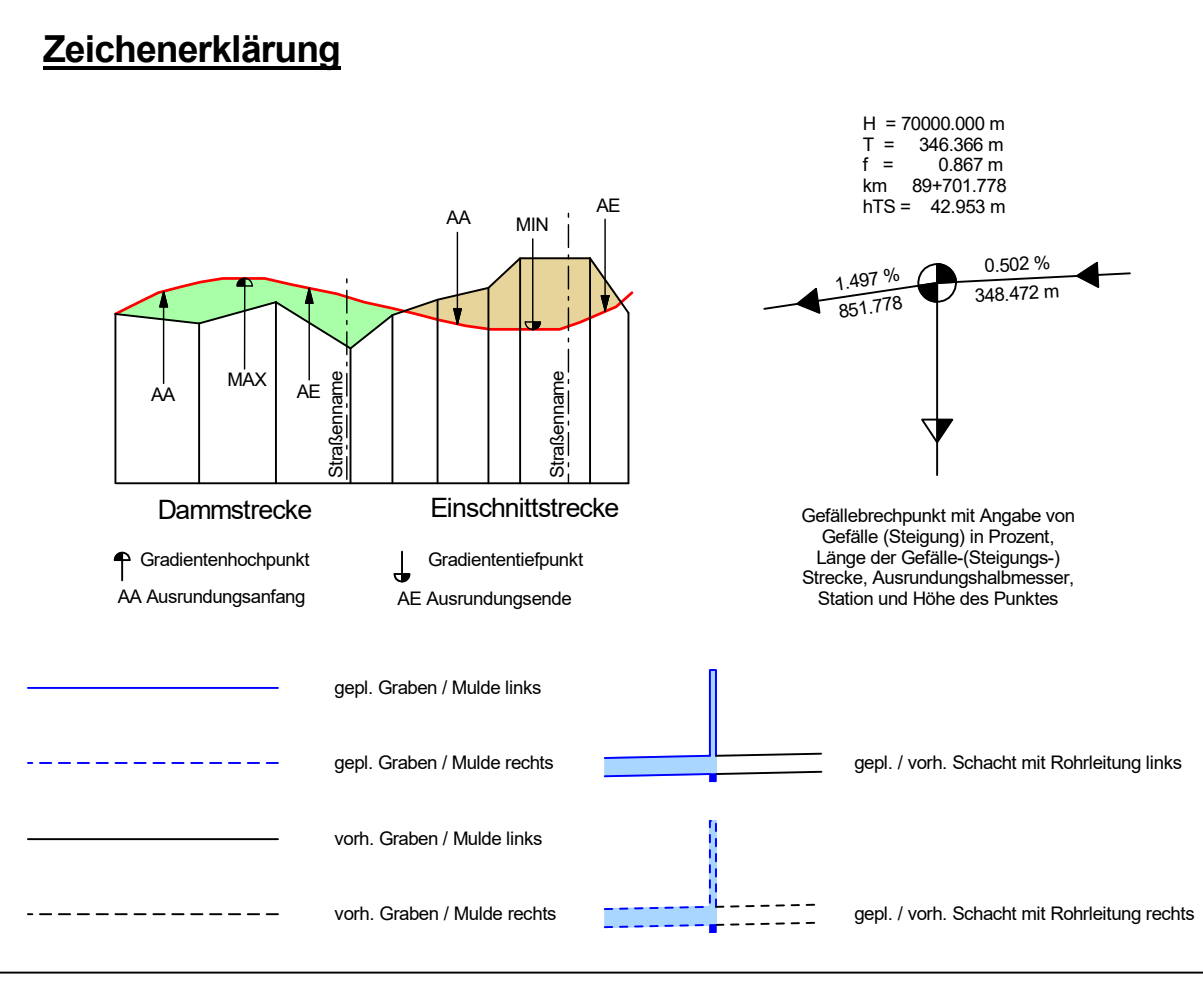 Zeichenerklärung
H = 70000.000 m
T = 346.366 m
f = 0.867 m
km 89+701.778
hTS = 42.953 m
AA
MIN
AE
1.497 %
851.778
0.502 %
348.472 m
AA
MAX
AE
Straßenname
Straßenname
Dammstrecke
Einschnittstrecke
Gradientenhochpunkt
Gradiententiefpunkt
AA Ausrundungsanfang
AE Ausrundungsende
Gefällebrechpunkt mit Angabe von
Gefälle (Steigung) in Prozent,
Länge der Gefälle-(Steigungs-)
Strecke, Ausrundungshalbmesser,
Station und Höhe des Punktes
gepl. Graben / Mulde links
gepl. Graben / Mulde rechts
gepl. / vorh. Schacht mit Rohrleitung links
vorh. Graben / Mulde links
vorh. Graben / Mulde rechts
gepl. / vorh. Schacht mit Rohrleitung rechts